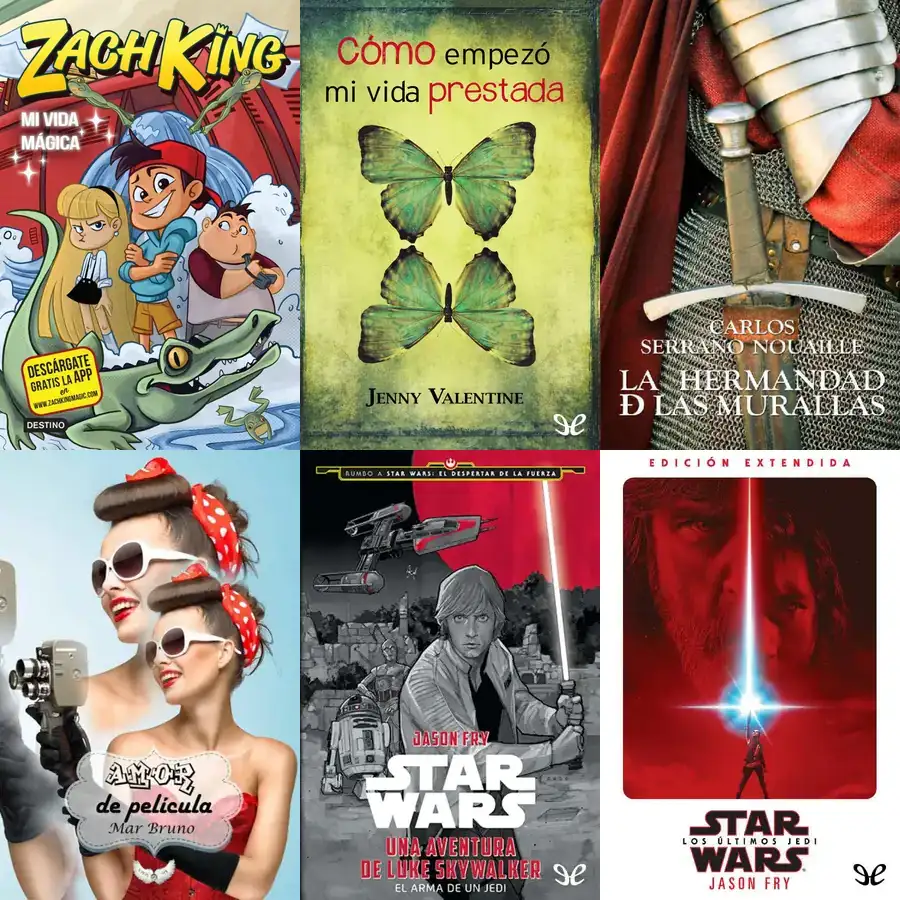 ZACH KING
MI VIDA
MÁGICA
DESCÁRGATE
GRATIS LA APP
en
WWW.ZACHKINGMAGIC.COM
DESTINO
Cómo empezó
mi vida prestada
JENNY VALENTINE
CARLOS
SERRANO NOUAILLE
LA HERMANDAD
D LAS MURALLAS
AMOR
de película
Mar Bruno
RUMBO A STAR WARS: EL DESPERTAR DE LA FUERZA
JASON FRY
STAR
WARS
UNA AVENTURA
DE LUKE SKYWALKER
EL ARMA DE UN JEDI
EDICIÓN EXTENDIDA
STAR
LOS ÚLTIMOS JEDI
WARS
JASON FRY